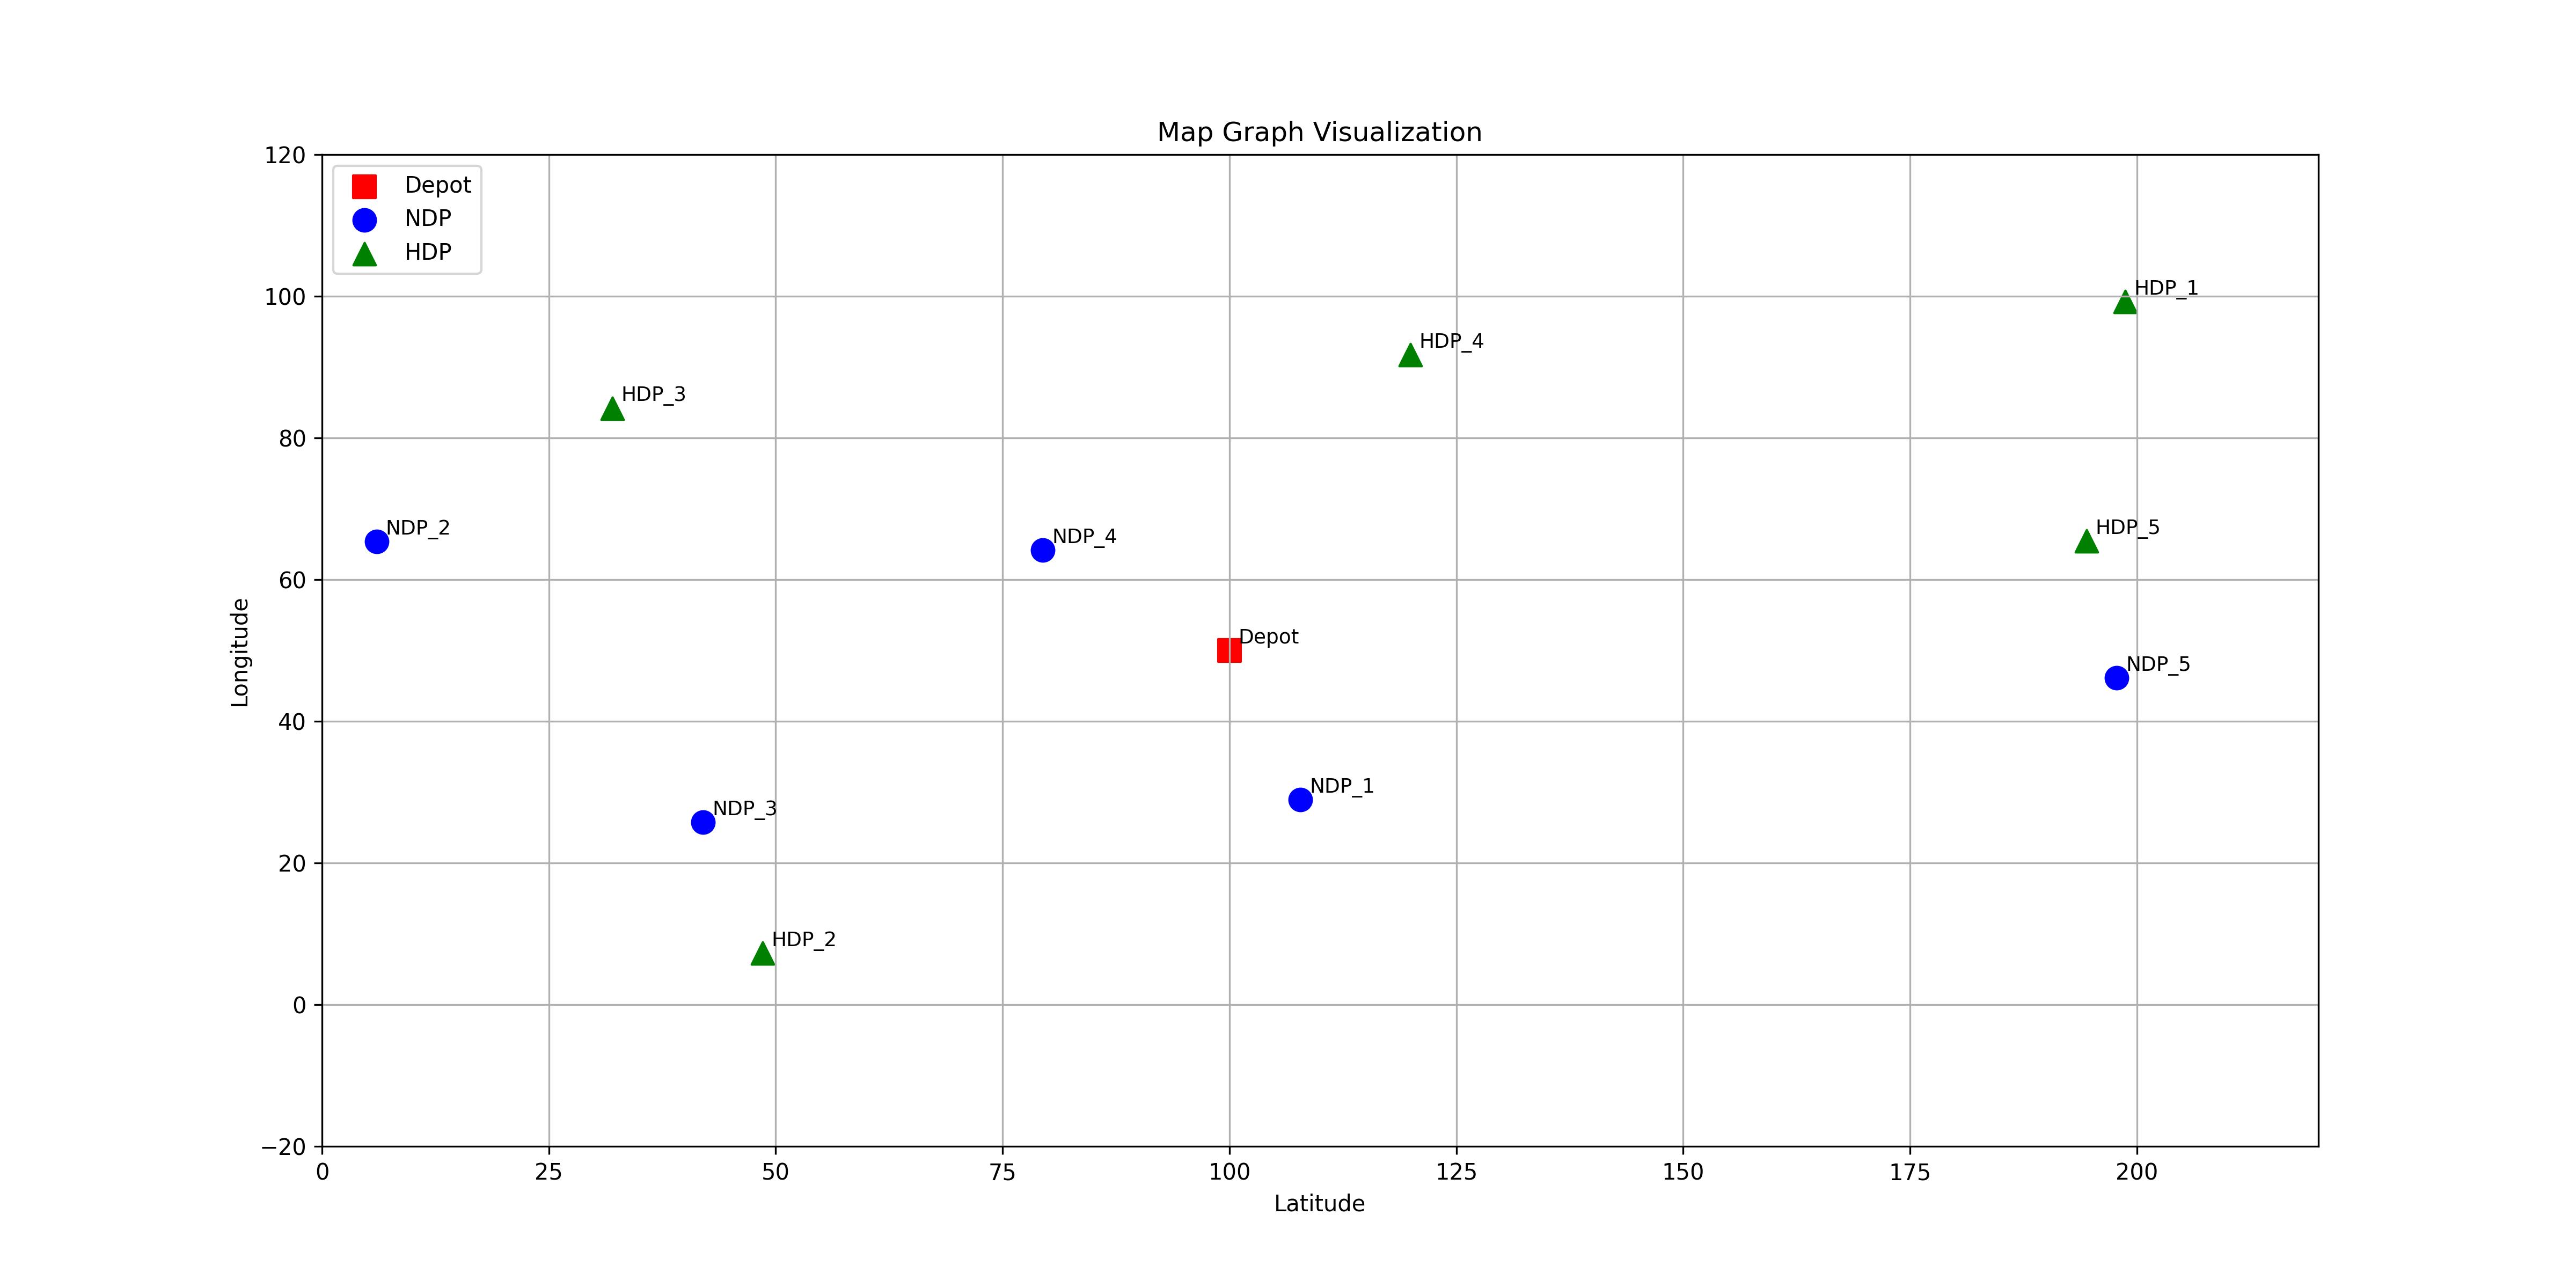 Map Graph Visualization
120
100
80
60
40
20
0
−20
Longitude
Depot
NDP
HDP
HDP_1
HDP_4
HDP_3
NDP_2
NDP_4
HDP_5
Depot
NDP_5
NDP_1
NDP_3
HDP_2
0 25 50 75 100 125 150 175 200
Latitude